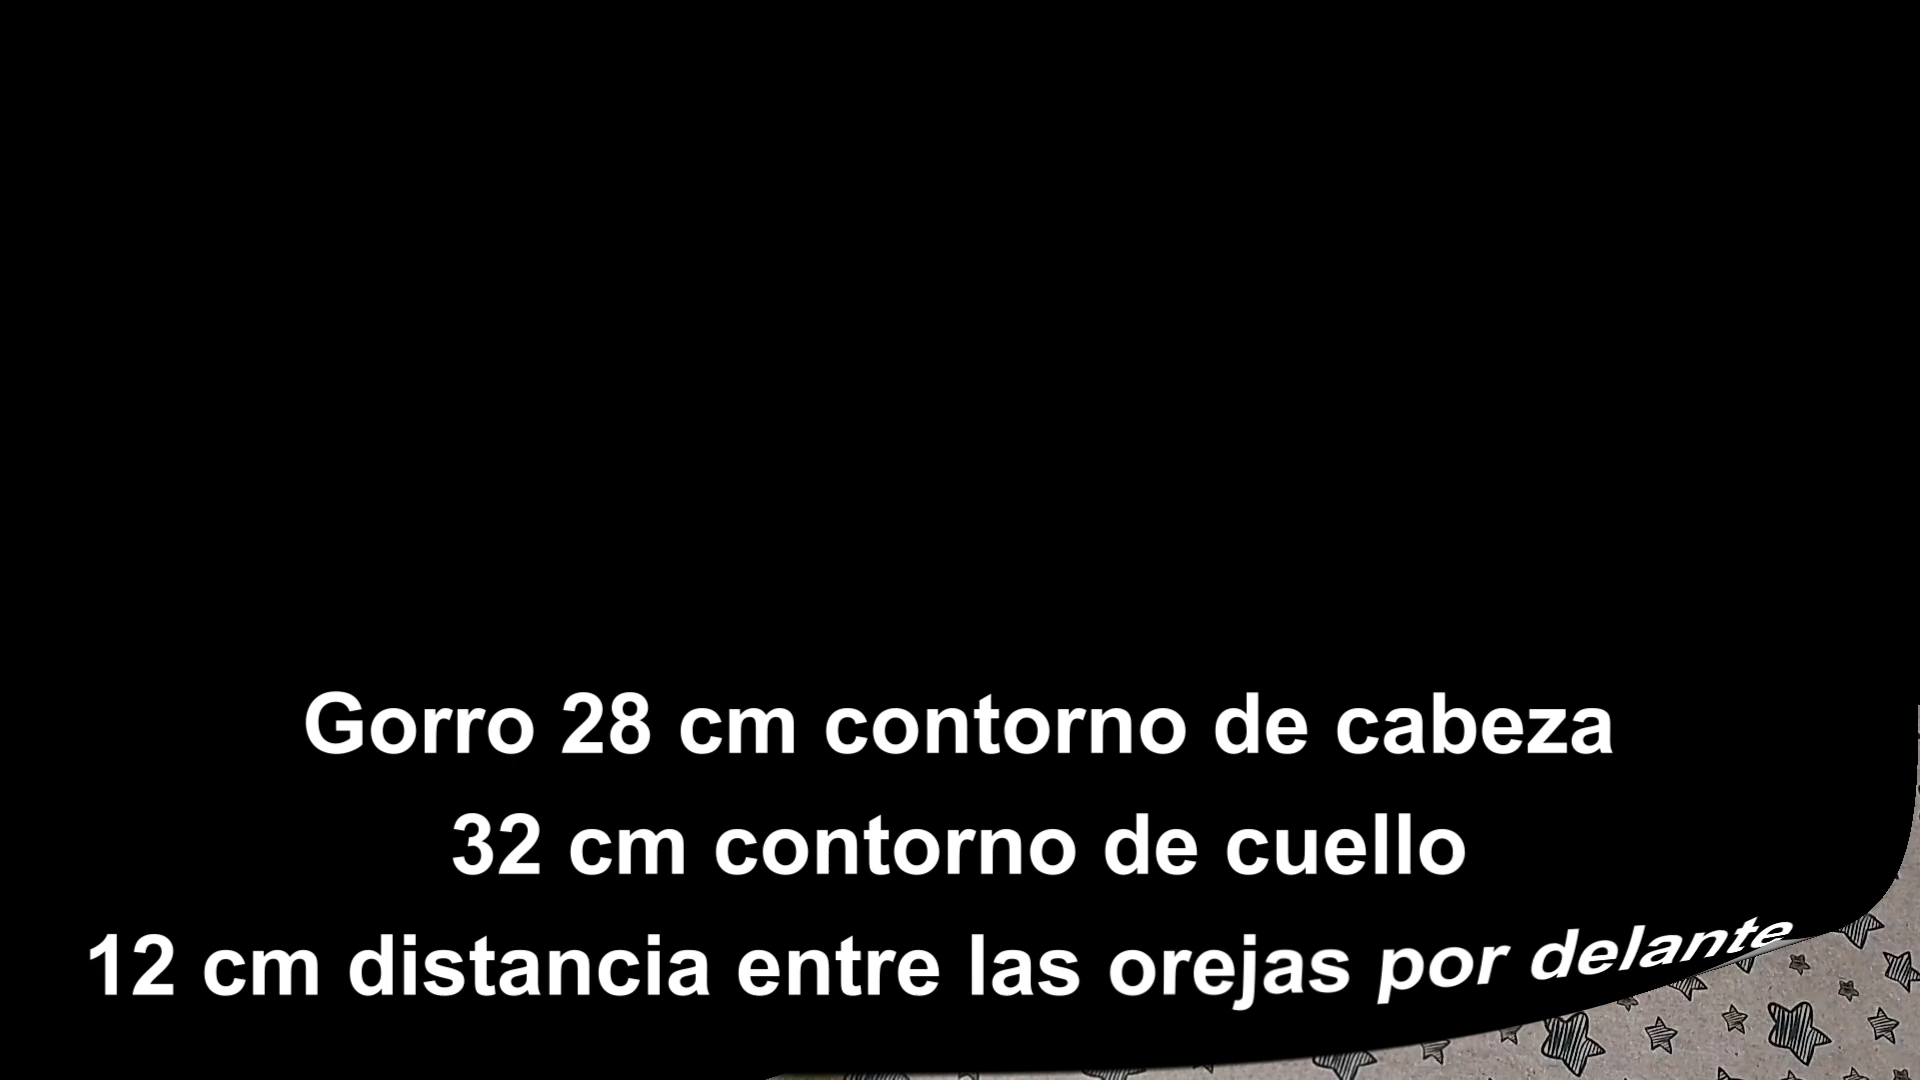 Gorro 28 cm contorno de cabeza
32 cm contorno de cuello
12 cm distancia entre las orejas por delante